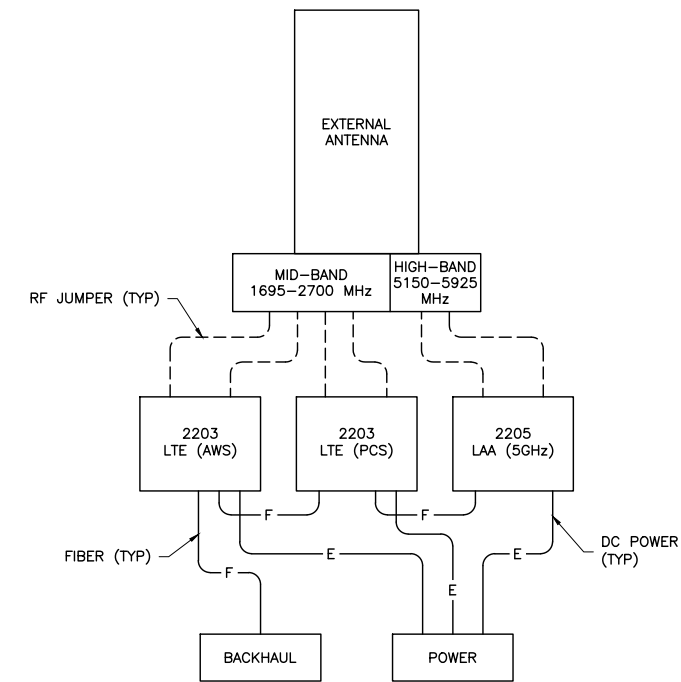 EXTERNAL
ANTENNA
MID-BAND
1695-2700 MHz
HIGH-BAND
5150-5925
MHz
RF JUMPER (TYP)
2203
LTE (AWS)
2203
LTE (PCS)
2205
LAA (5GHz)
F
F
FIBER (TYP)
E
E
DC POWER
(TYP)
F
E
BACKHAUL
POWER